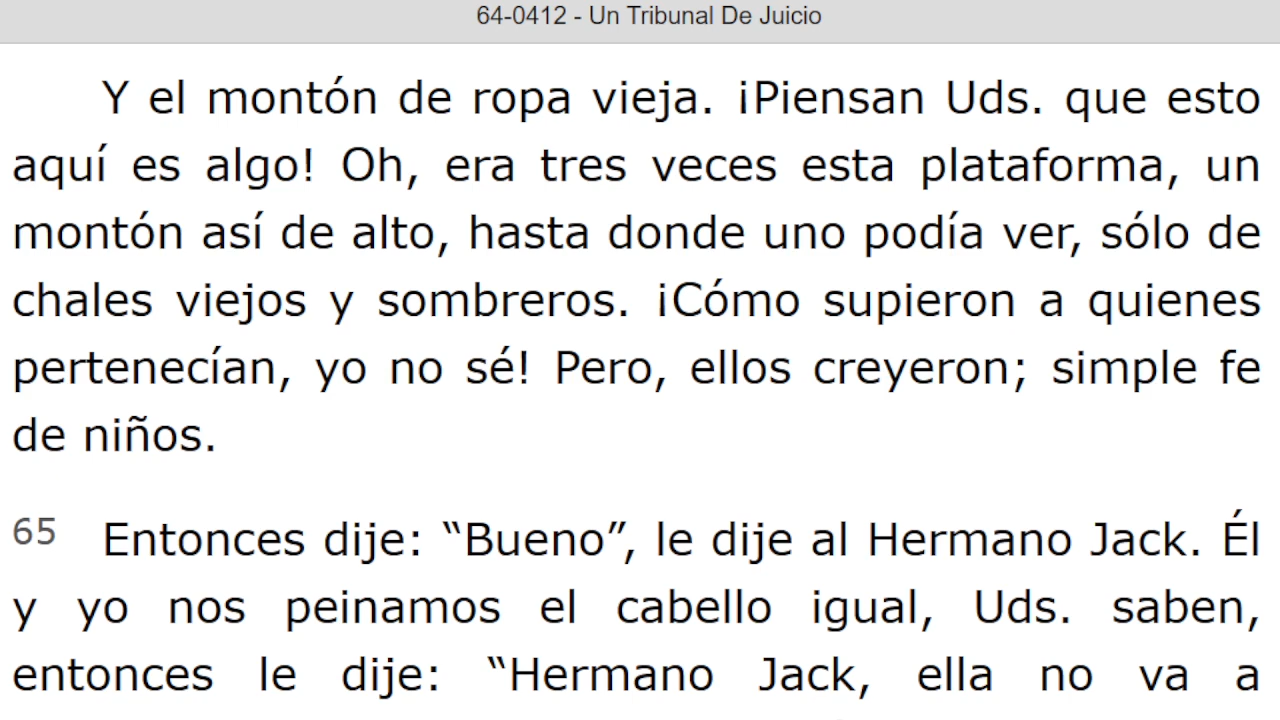 64-0412 - Un Tribunal De Juicio
Y el montón de ropa vieja. ¡Piensan Uds. que esto
aquí es algo! Oh, era tres veces esta plataforma, un
montón así de alto, hasta donde uno podía ver, sólo de
chales viejos y sombreros. ¡Cómo supieron a quienes
pertenecían, yo no sé! Pero, ellos creyeron; simple fe
de niños.
65 Entonces dije: “Bueno”, le dije al Hermano Jack. Él
y yo nos peinamos el cabello igual, Uds. saben,
entonces le dije: “Hermano Jack, ella no va a